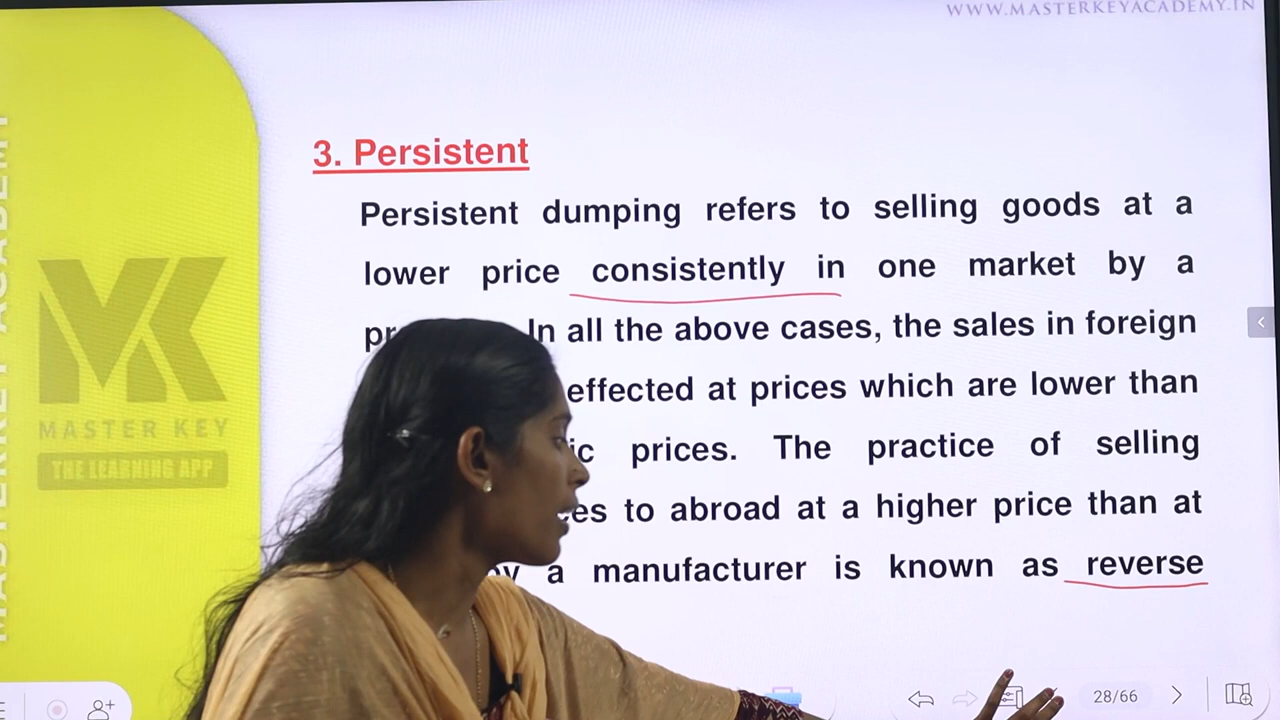 WWW.MASTERKEYACADEMY.IN
3. Persistent
Persistent dumping refers to selling goods at a
lower price consistently in one market by a
In all the above cases, the sales in foreign
effected at prices which are lower than
prices. The practice of selling
to abroad at a higher price than at
a manufacturer is known as reverse
MASTER KEY
THE LEARNING APP
MASTERKEY ACADEMY
28/66